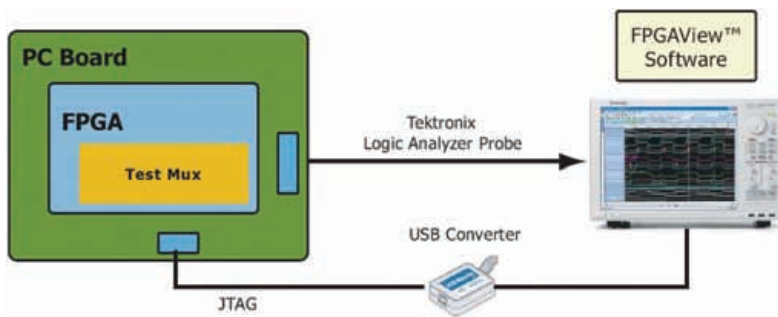 PC Board
FPGA
Test Mux
Tektronix
Logic Analyzer Probe
FPGAView™
Software
USB Converter
JTAG